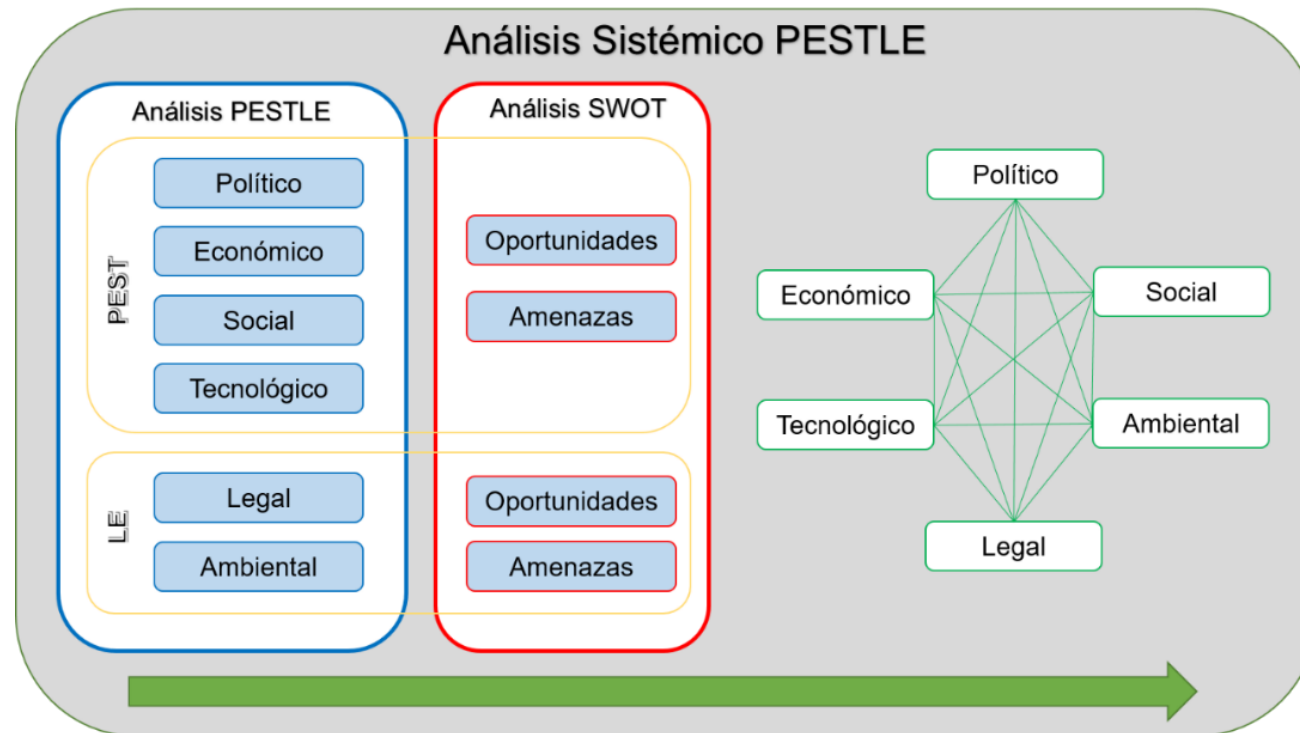 Análisis Sistémico PESTLE
Análisis PESTLE
PEST
Político
Económico
Social
Tecnológico
LE
Legal
Ambiental
Análisis SWOT
Oportunidades
Amenazas
Oportunidades
Amenazas
Político
Económico
Social
Tecnológico
Ambiental
Legal